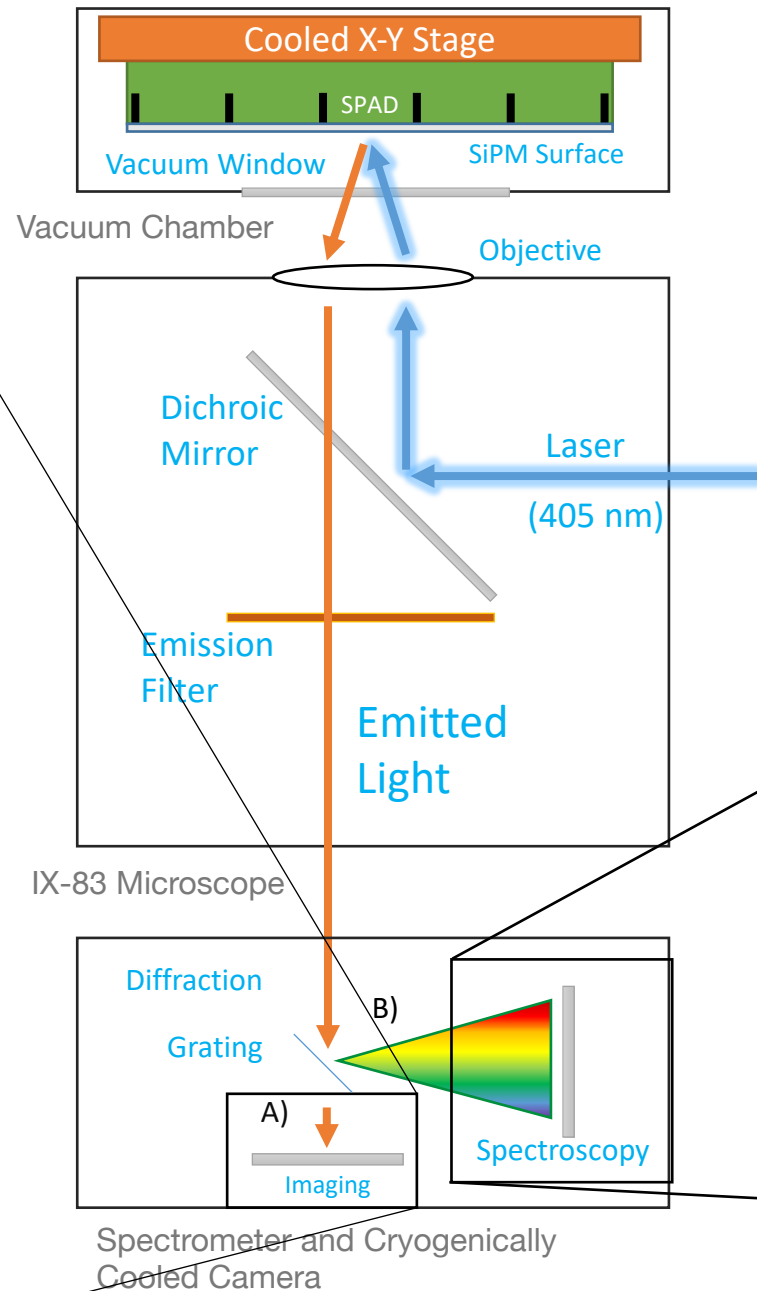 Cooled X-Y Stage
SPAD
Vacuum Window
SiPM Surface
Vacuum Chamber
Objective
Dichroic
Mirror
Laser
(405 nm)
Emission
Filter
Emitted
Light
IX-83 Microscope
Diffraction
Grating
B)
A)
Imaging
Spectroscopy
Spectrometer and Cryogenically
Cooled Camera